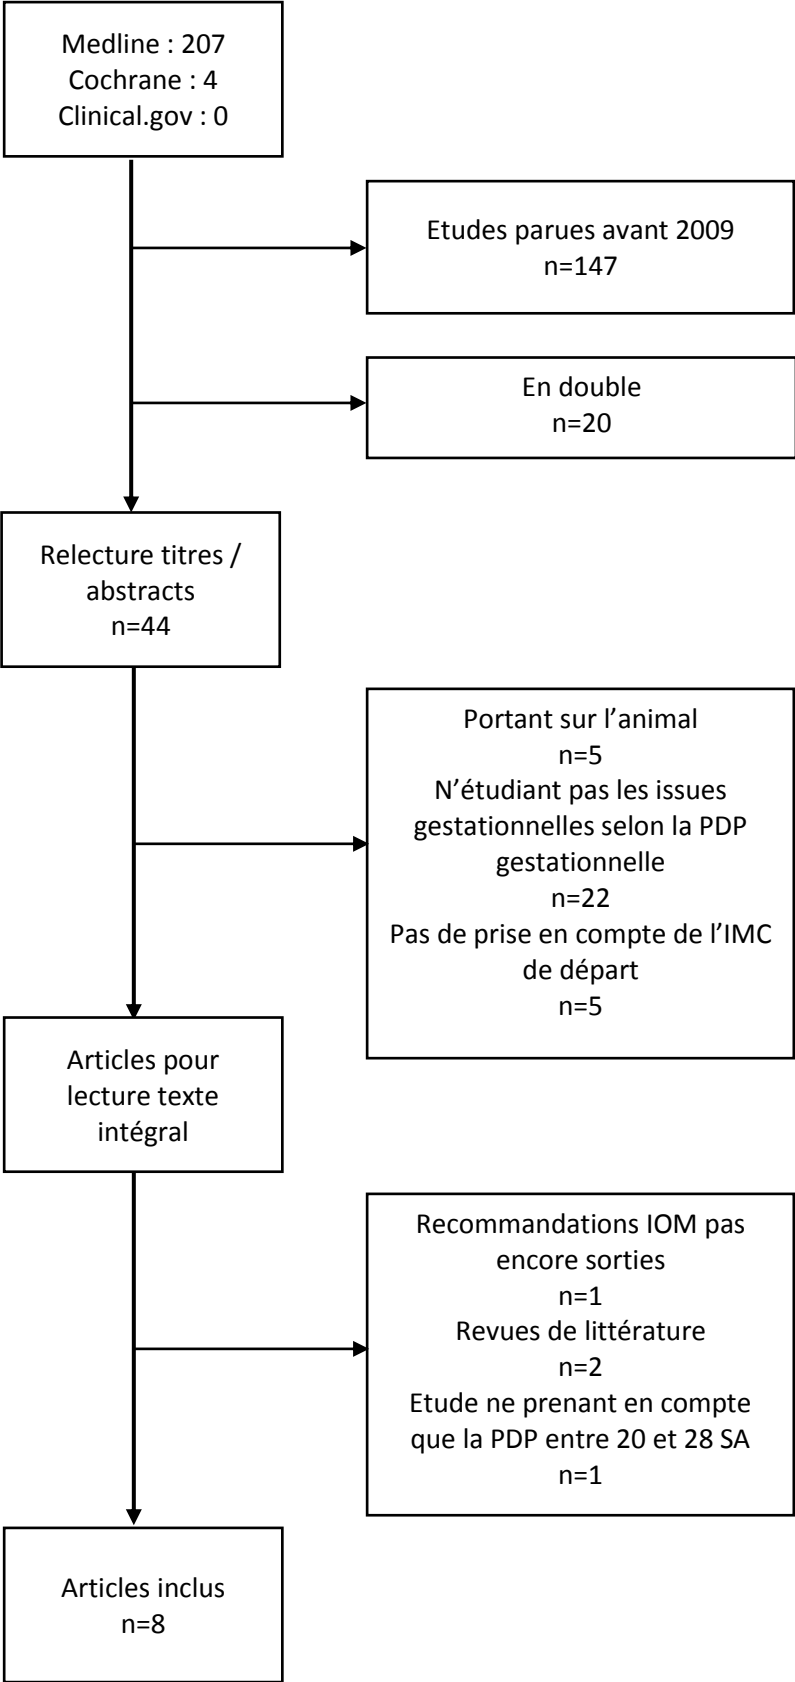 Medline : 207
Cochrane : 4
Clinical.gov : 0
Etudes parues avant 2009
n=147
En double
n=20
Relecture titres /
abstracts
n=44
Portant sur l’animal
n=5
N’étudiant pas les issues
gestationnelles selon la PDP
gestationnelle
n=22
Pas de prise en compte de l’IMC
de départ
n=5
Articles pour
lecture texte
intégral
Recommandations IOM pas
encore sorties
n=1
Revues de littérature
n=2
Etude ne prenant en compte
que la PDP entre 20 et 28 SA
n=1
Articles inclus
n=8